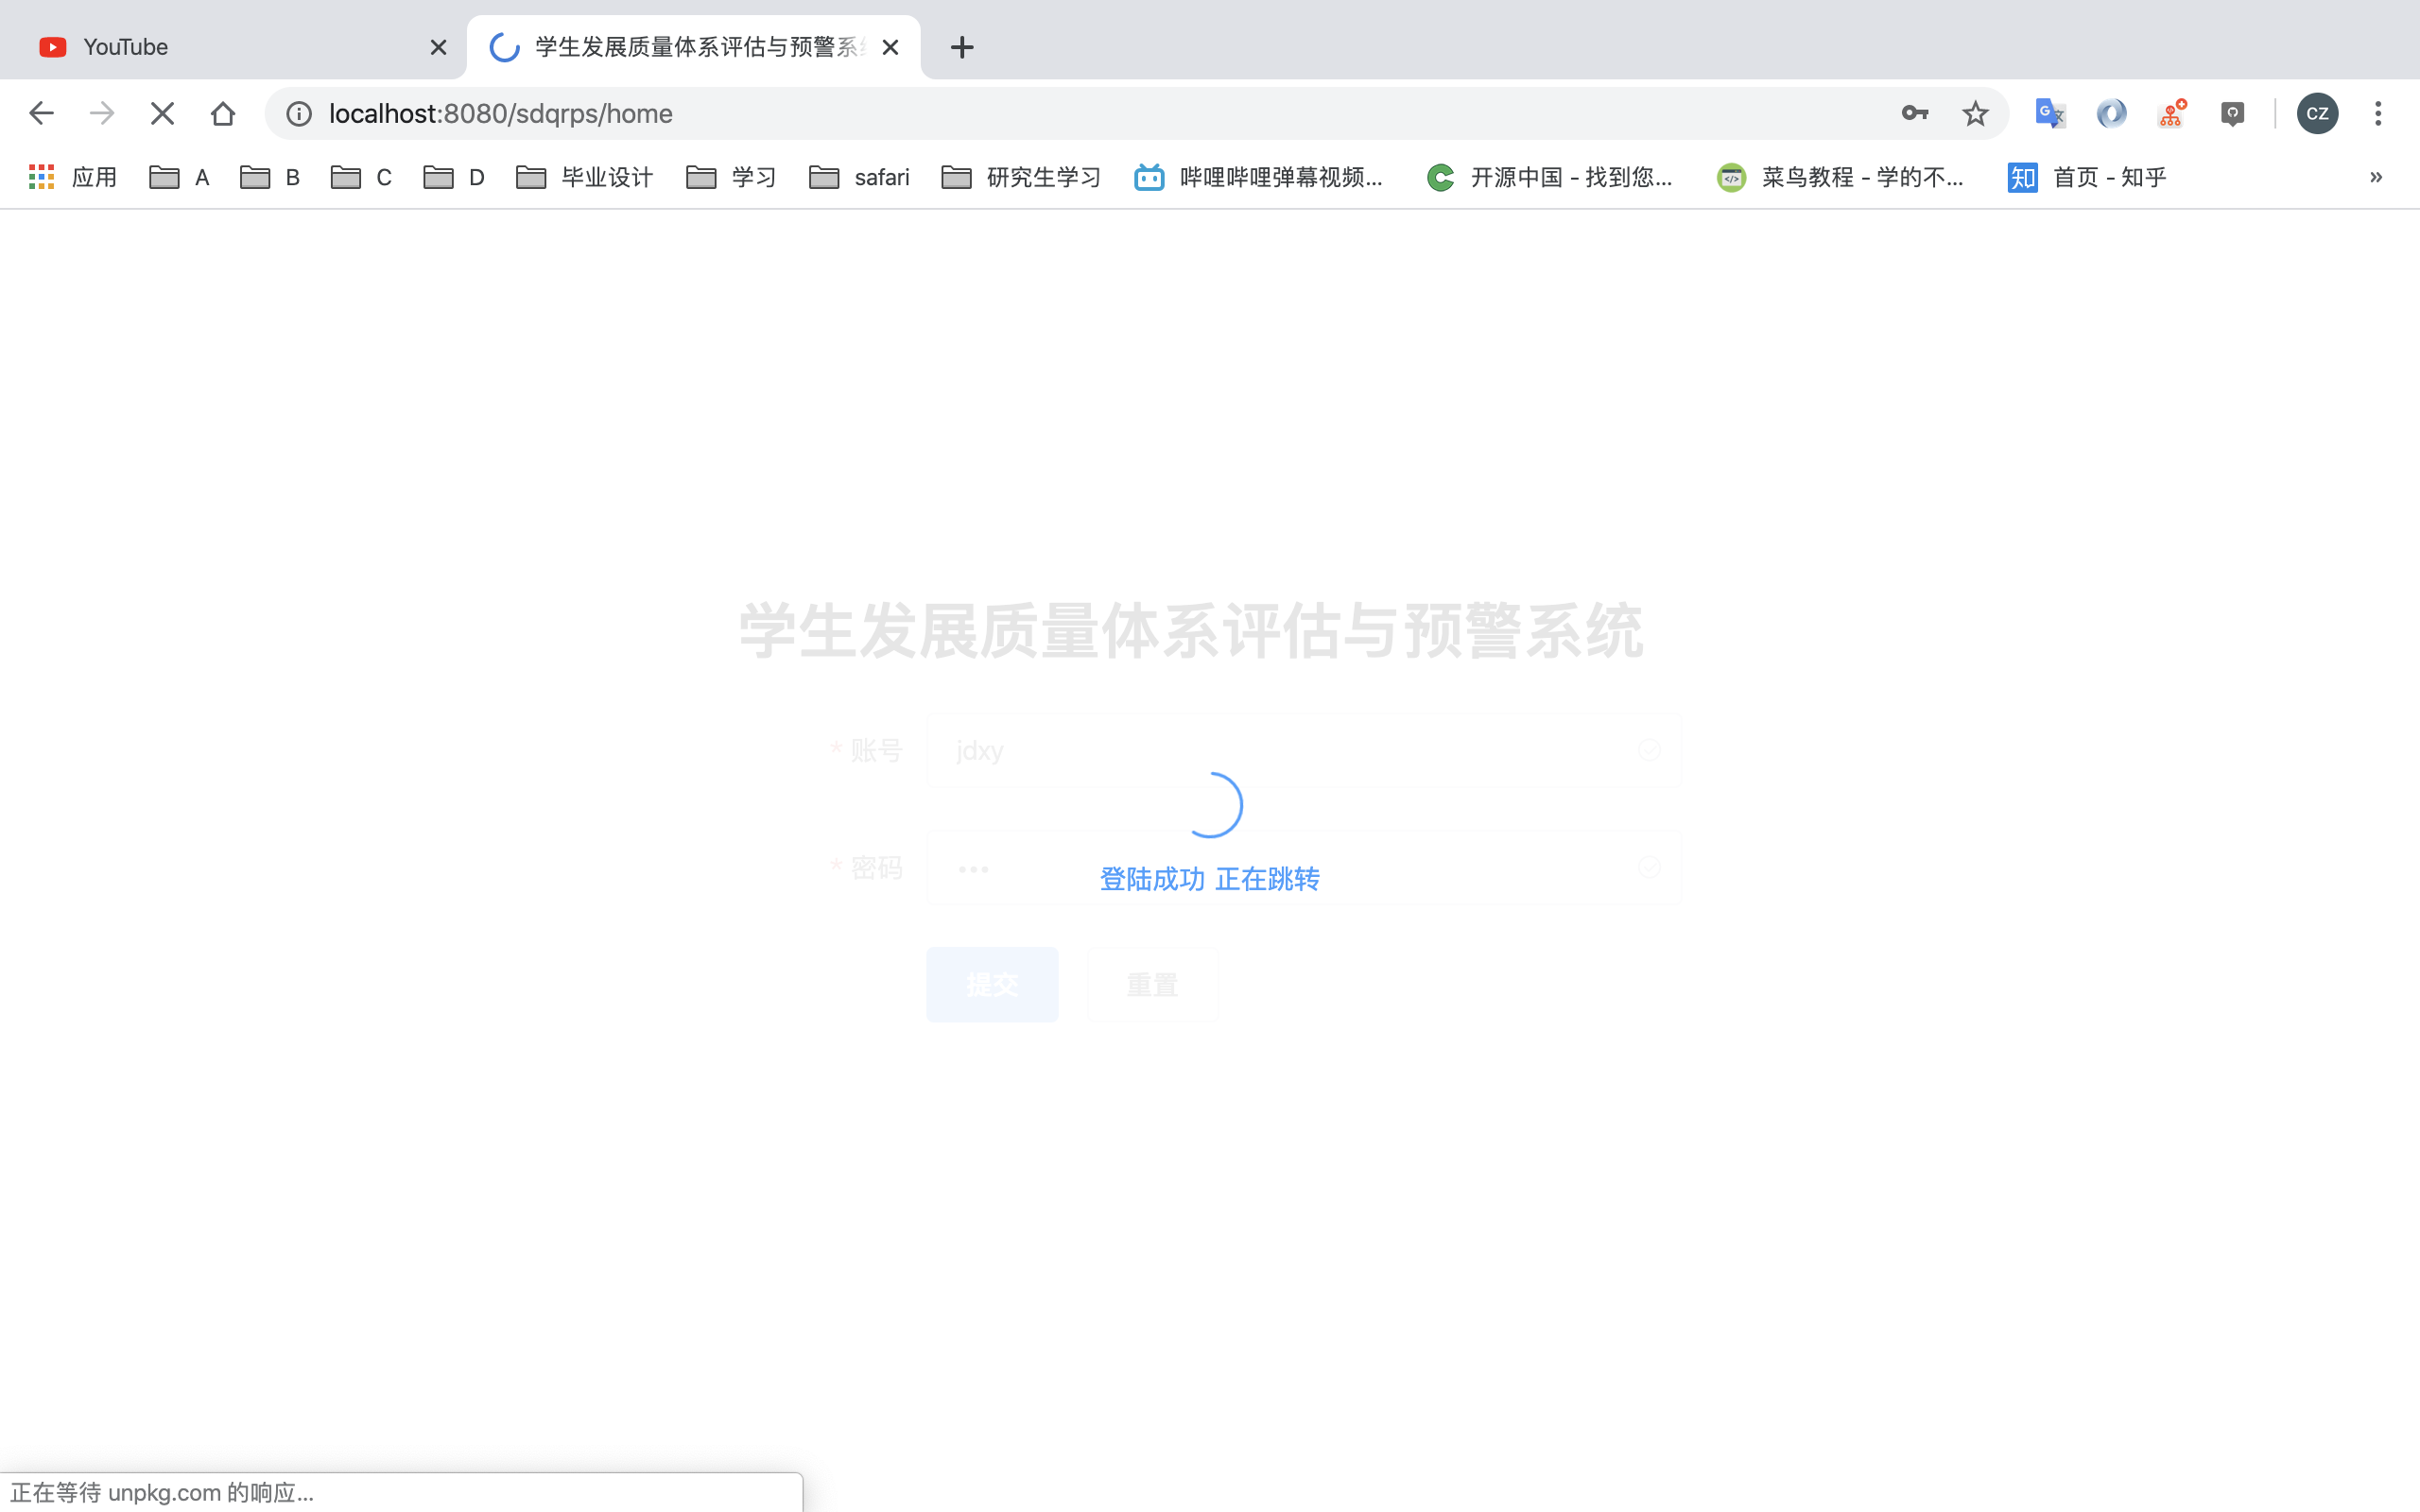 YouTube
学生发展质量体系评估与预警系
localhost:8080/sdqrps/home
CZ
应用 A B C D 毕业设计 学习 safari 研究生学习 哔哩哔哩弹幕视频... 开源中国 - 找到您... 菜鸟教程 - 学的不... 知 首页 - 知乎 »
学生发展质量体系评估与预警系统
* 账号 jdxy
* 密码 •••
登陆成功 正在跳转
提交 重置
正在等待 unpkg.com 的响应...